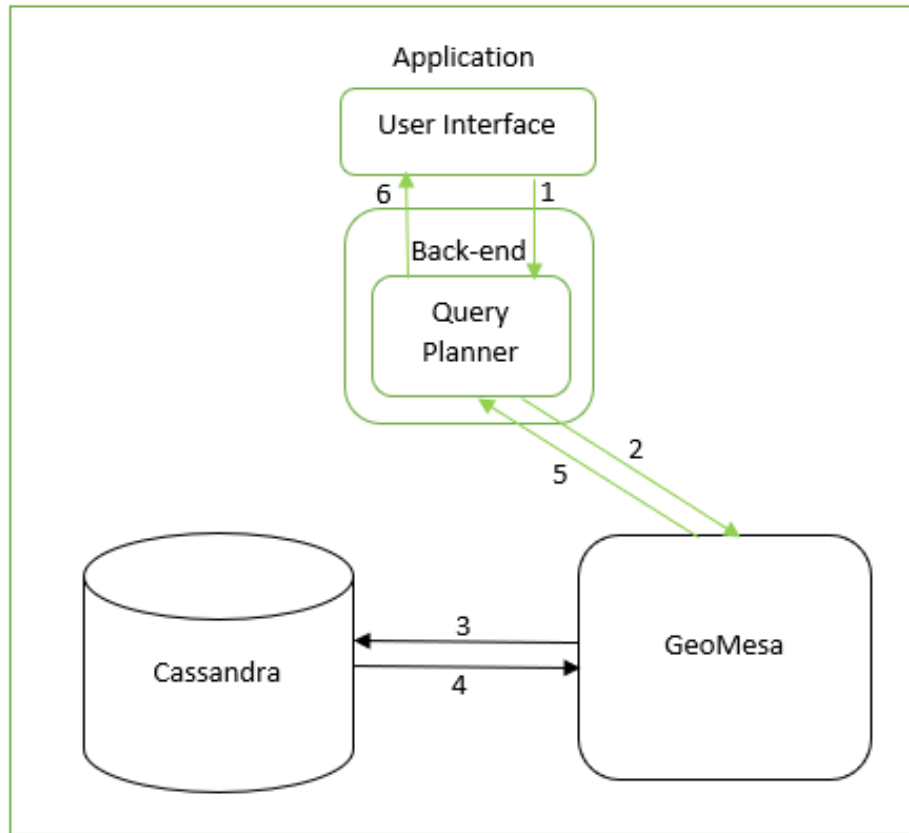 Application
User Interface
6
1
Back-end
Query
Planner
2
5
3
Cassandra
GeoMesa
4